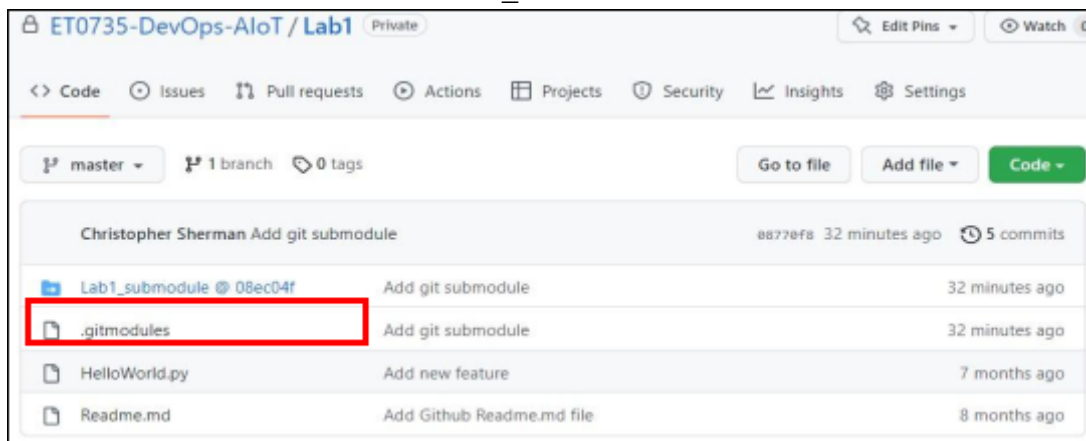 ET0735-DevOps-AIoT / Lab1 Private Edit Pins Watch
Code Issues Pull requests Actions Projects Security Insights Settings
master 1 branch 0 tags Go to file Add file Code
Christopher Sherman Add git submodule 08770f8 32 minutes ago 5 commits
Lab1_submodule @ 08ec04f Add git submodule 32 minutes ago
.gitmodules Add git submodule 32 minutes ago
HelloWorld.py Add new feature 7 months ago
Readme.md Add Github Readme.md file 8 months ago